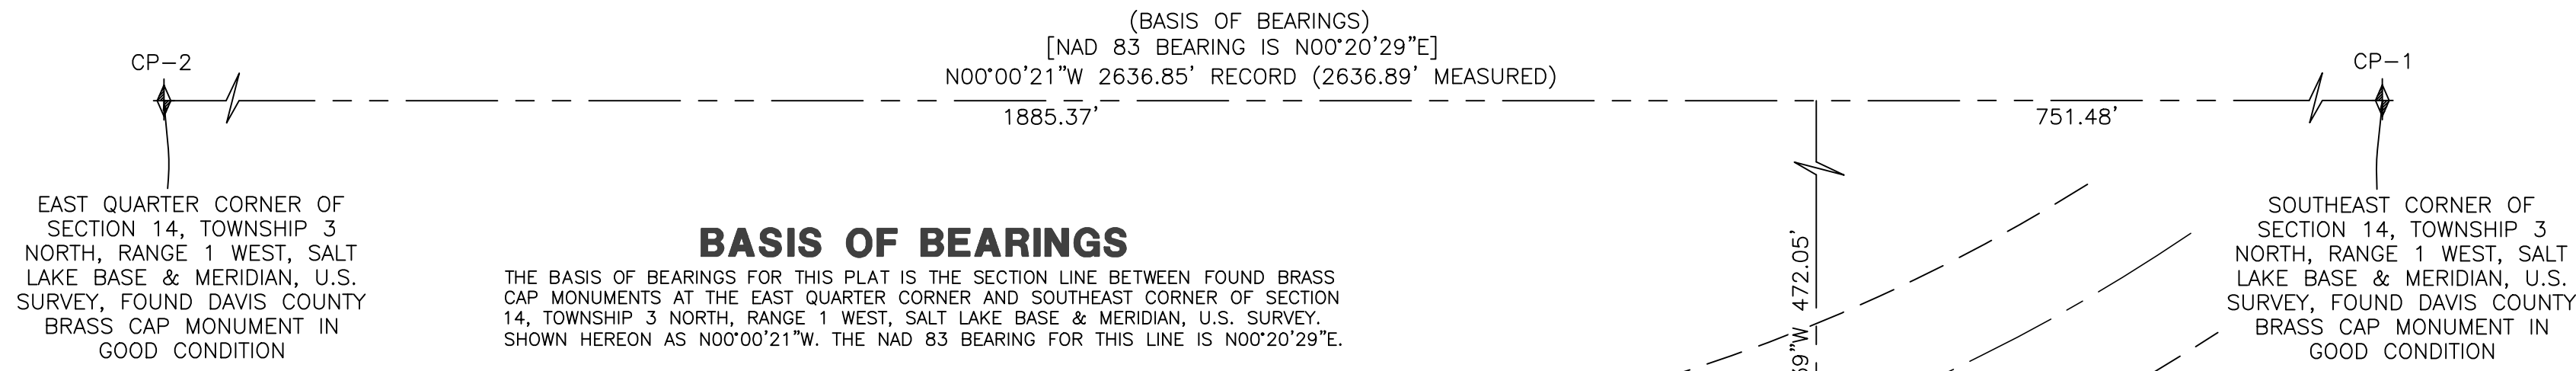 (BASIS OF BEARINGS)
[NAD 83 BEARING IS N00°20'29"E]
N00°00'21"W 2636.85' RECORD (2636.89' MEASURED)
CP-2
CP-1
1885.37'
751.48'
EAST QUARTER CORNER OF
SECTION 14, TOWNSHIP 3
NORTH, RANGE 1 WEST, SALT
LAKE BASE & MERIDIAN, U.S.
SURVEY, FOUND DAVIS COUNTY
BRASS CAP MONUMENT IN
GOOD CONDITION
BASIS OF BEARINGS
THE BASIS OF BEARINGS FOR THIS PLAT IS THE SECTION LINE BETWEEN FOUND BRASS
CAP MONUMENTS AT THE EAST QUARTER CORNER AND SOUTHEAST CORNER OF SECTION
14, TOWNSHIP 3 NORTH, RANGE 1 WEST, SALT LAKE BASE & MERIDIAN, U.S. SURVEY.
SHOWN HEREON AS N00°00'21"W. THE NAD 83 BEARING FOR THIS LINE IS N00°20'29"E.
9"W 472.05'
SOUTHEAST CORNER OF
SECTION 14, TOWNSHIP 3
NORTH, RANGE 1 WEST, SALT
LAKE BASE & MERIDIAN, U.S.
SURVEY, FOUND DAVIS COUNTY
BRASS CAP MONUMENT IN
GOOD CONDITION